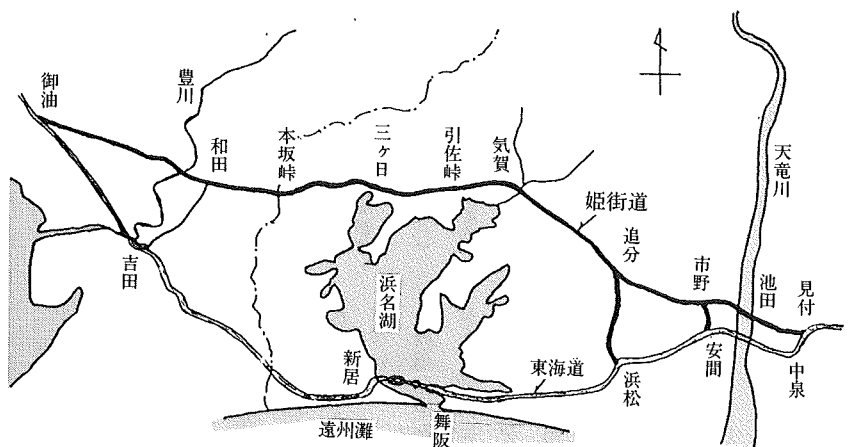 御油
豊川
和田
本坂峠
三ヶ日
引佐峠
気賀
姫街道
追分
市野
天竜川
池田
見付
吉田
浜名湖
新居
舞阪
遠州灘
東海道
浜松
安間
中泉